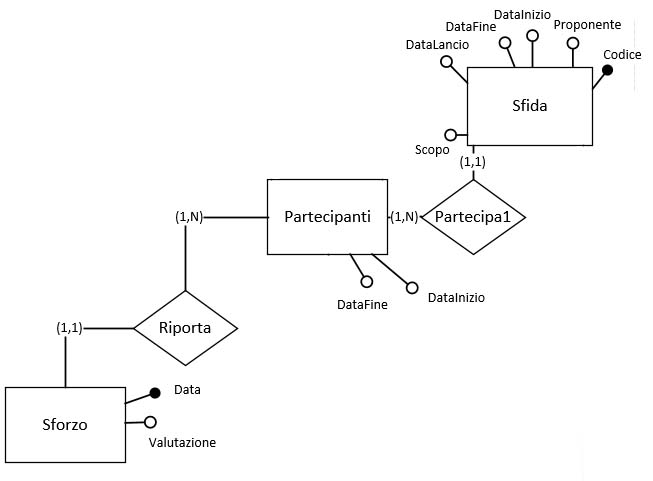 DataInizio
DataFine
Proponente
DataLancio
Codice
Sfida
Scopo
(1,1)
(1,N)
Partecipanti
(1,N)
Partecipa1
DataFine
DataInizio
(1,1)
Riporta
Data
Sforzo
Valutazione